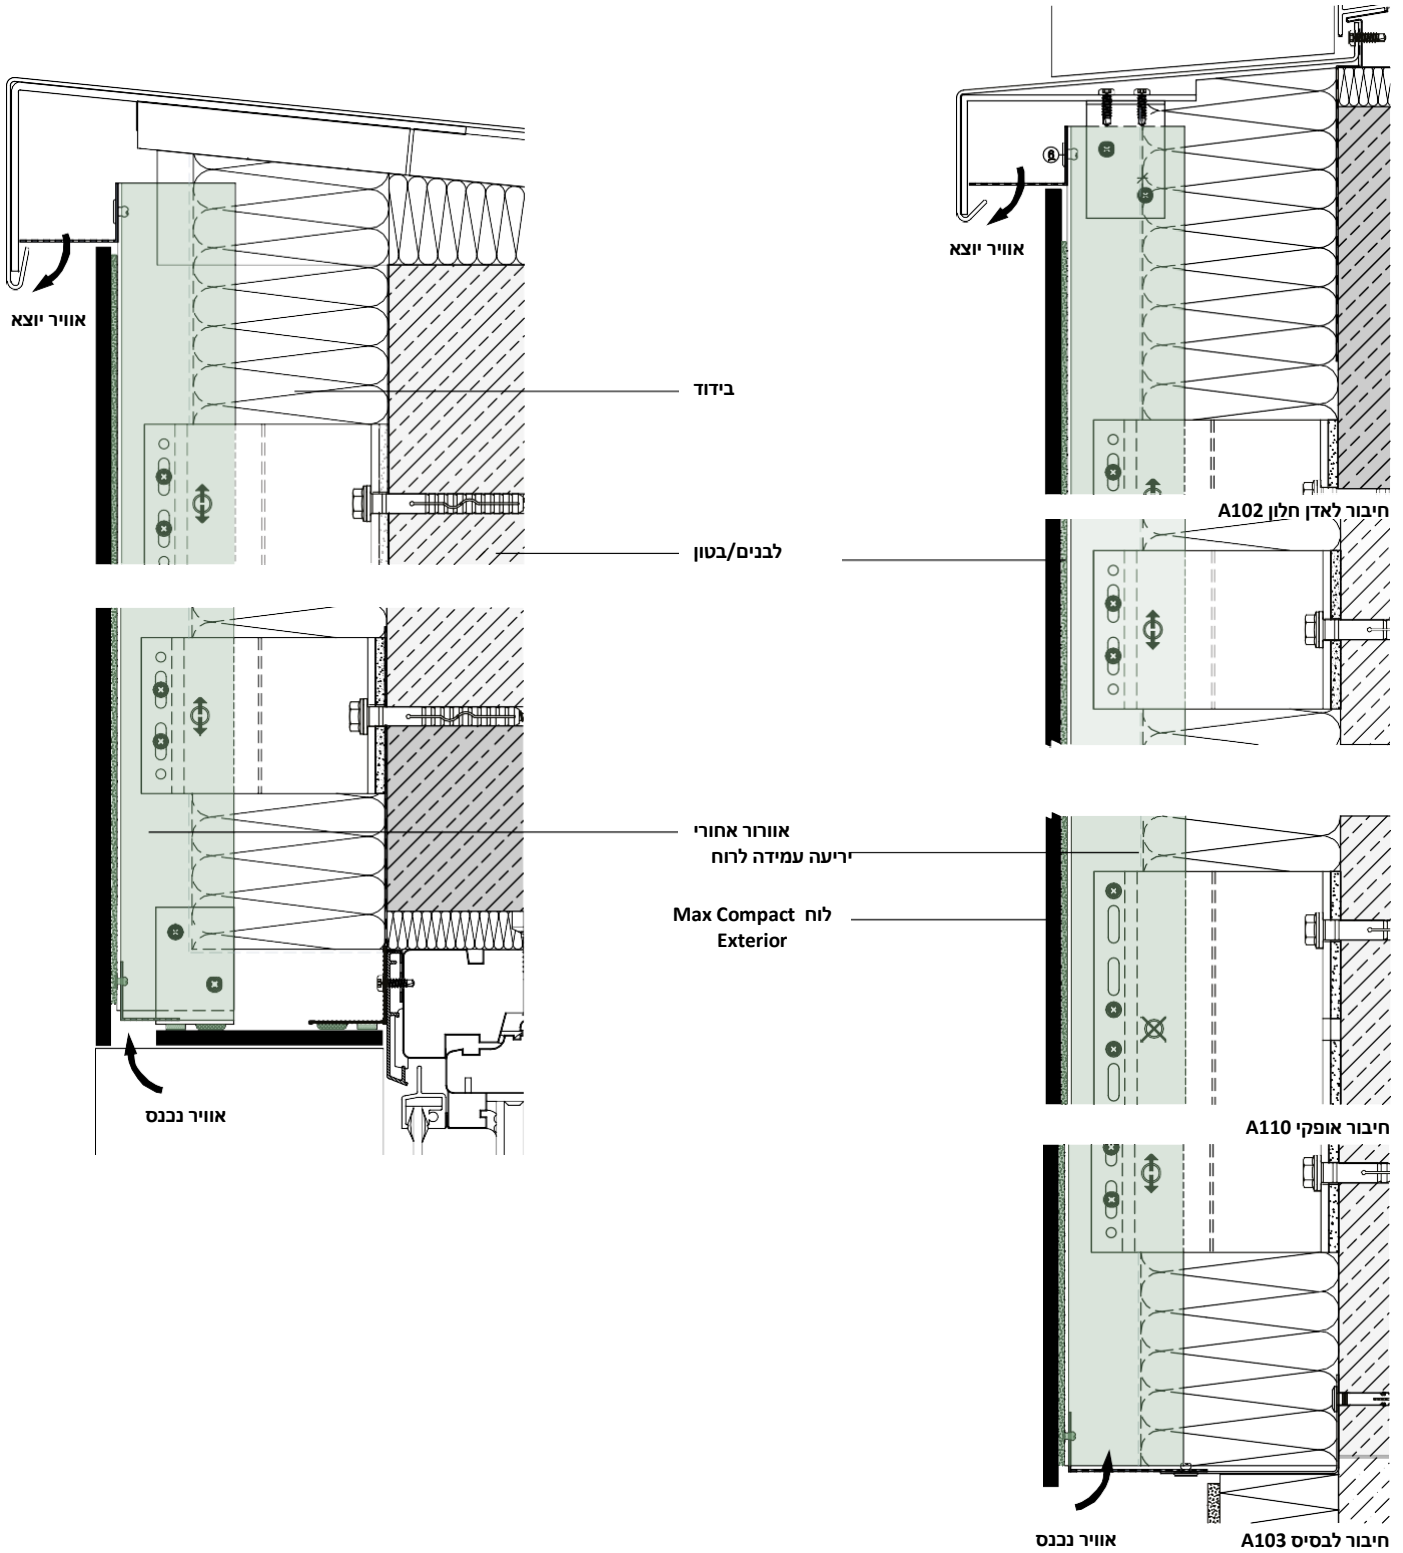 אוויר יוצא
אוויר יוצא
בידוד
חיבור לאדן חלון A102
לבנים/בטון
אוורור אחורי
יריעה עמידה לרוח
לוח Max Compact
Exterior
אוויר נכנס
חיבור אופקי A110
אוויר נכנס
חיבור לבסיס A103